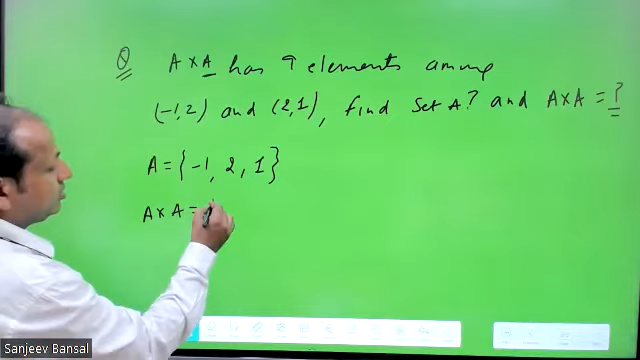 Q A × A has 9 elements among
(-1,2) and (2,1), find Set A? and A×A = ?
A = {-1, 2, 1}
A × A =
Sanjeev Bansal